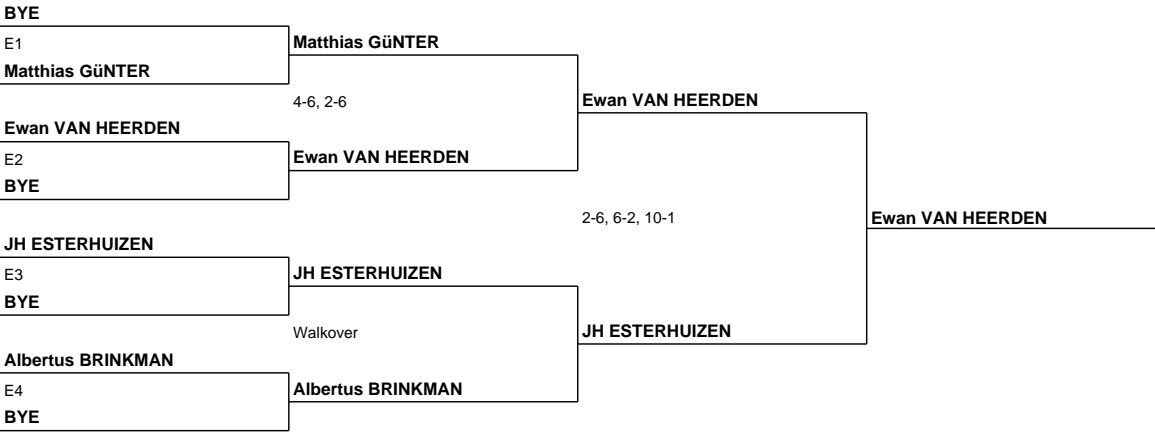 BYE
E1
Matthias GüNTER
Matthias GüNTER
4-6, 2-6
Ewan VAN HEERDEN
Ewan VAN HEERDEN
E2
Ewan VAN HEERDEN
BYE
2-6, 6-2, 10-1
Ewan VAN HEERDEN
JH ESTERHUIZEN
E3
JH ESTERHUIZEN
BYE
Walkover
JH ESTERHUIZEN
Albertus BRINKMAN
E4
Albertus BRINKMAN
BYE